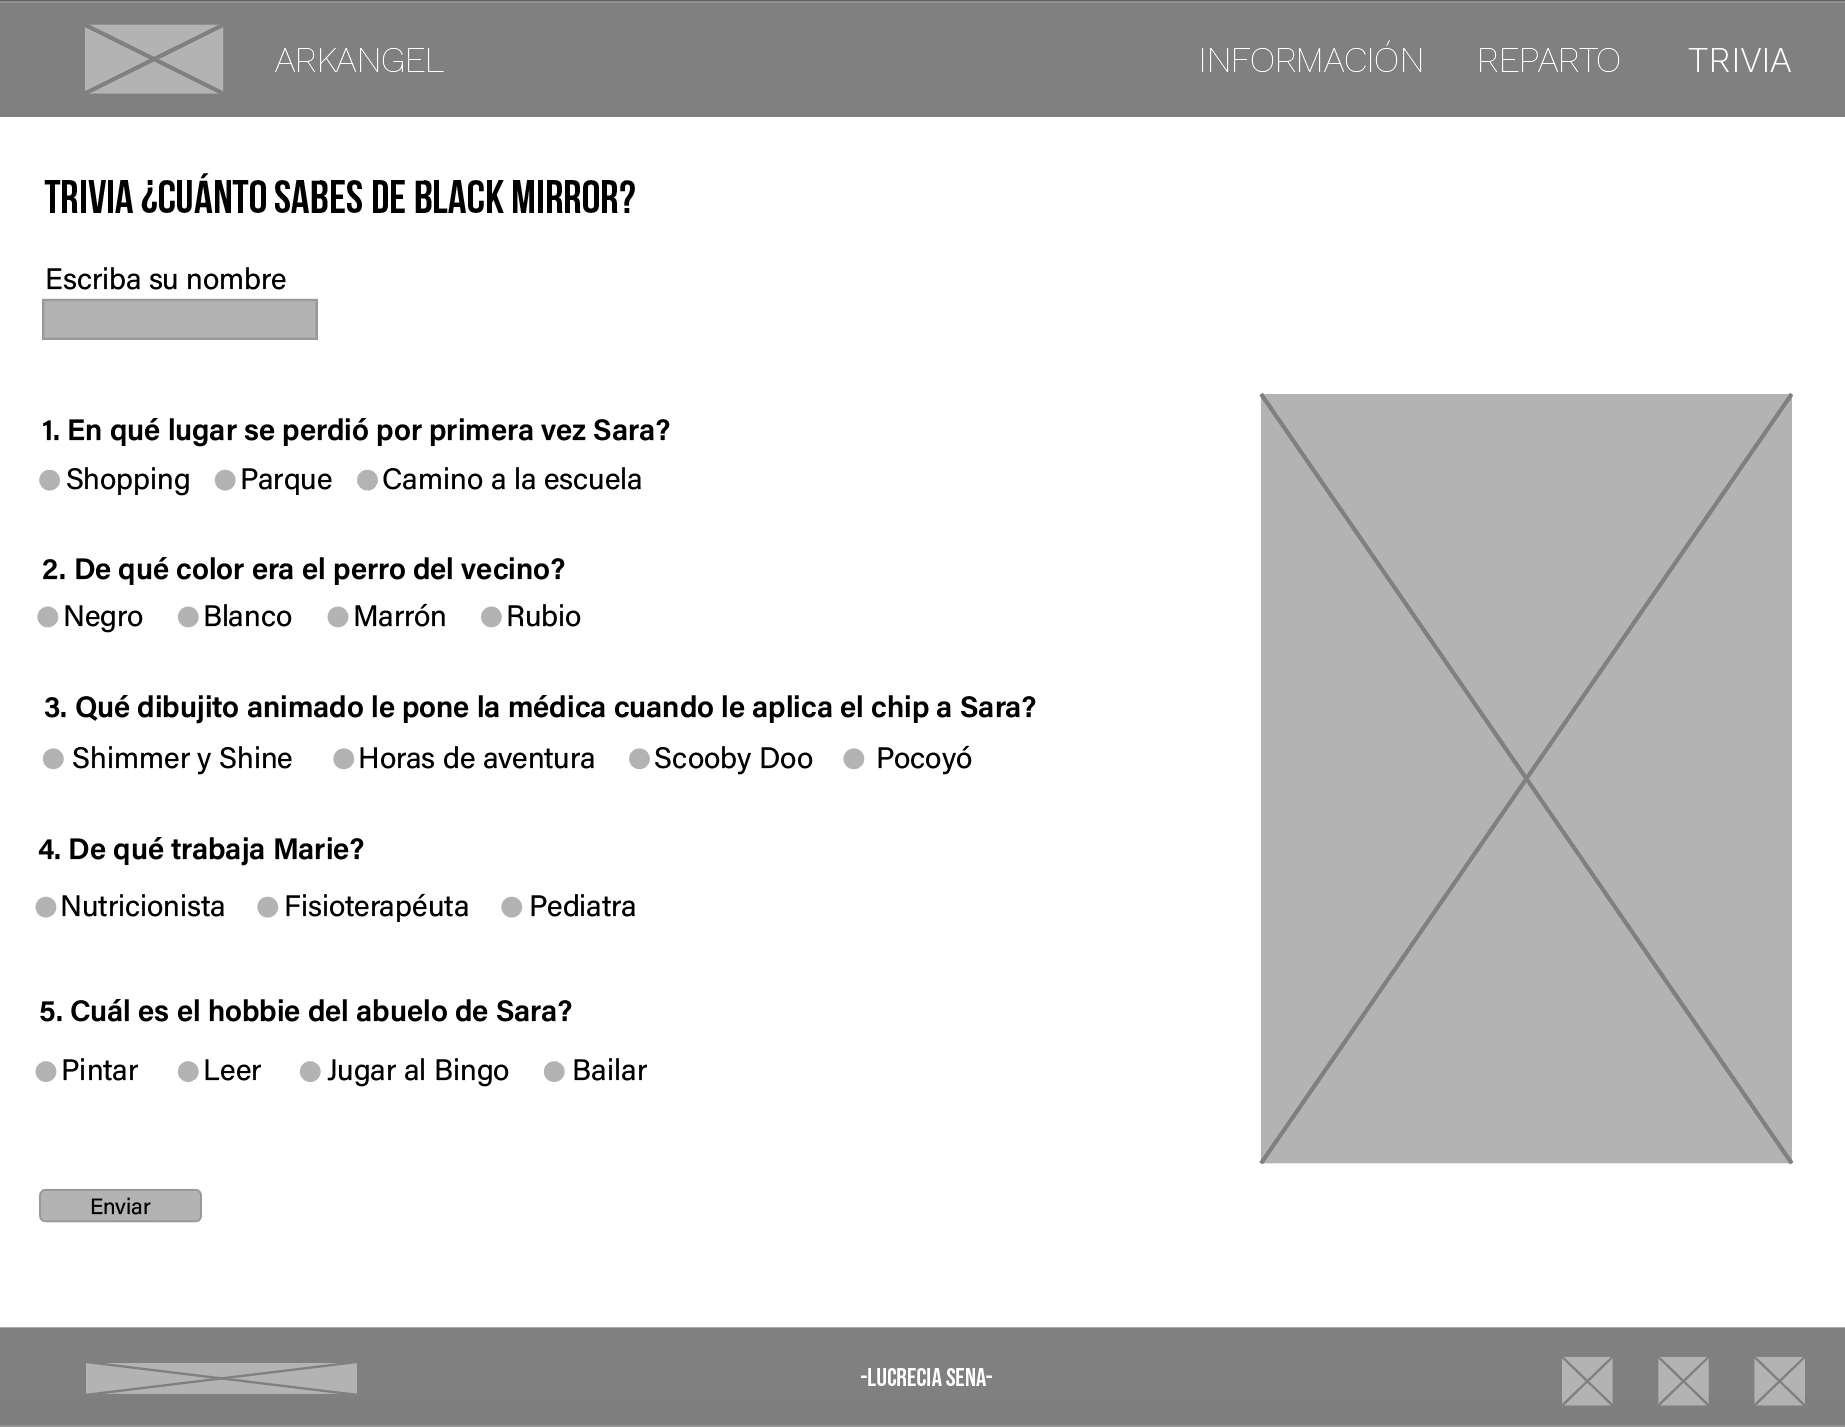 ARKANGEL INFORMACIÓN REPARTO TRIVIA
TRIVIA ¿CUÁNTO SABES DE BLACK MIRROR?
Escriba su nombre
1. En qué lugar se perdió por primera vez Sara?
Shopping Parque Camino a la escuela
2. De qué color era el perro del vecino?
Negro Blanco Marrón Rubio
3. Qué dibujito animado le pone la médica cuando le aplica el chip a Sara?
Shimmer y Shine Horas de aventura Scooby Doo Pocoyó
4. De qué trabaja Marie?
Nutricionista Fisioterapéuta Pediatra
5. Cuál es el hobbie del abuelo de Sara?
Pintar Leer Jugar al Bingo Bailar
Enviar
-LUCRECIA SENA-